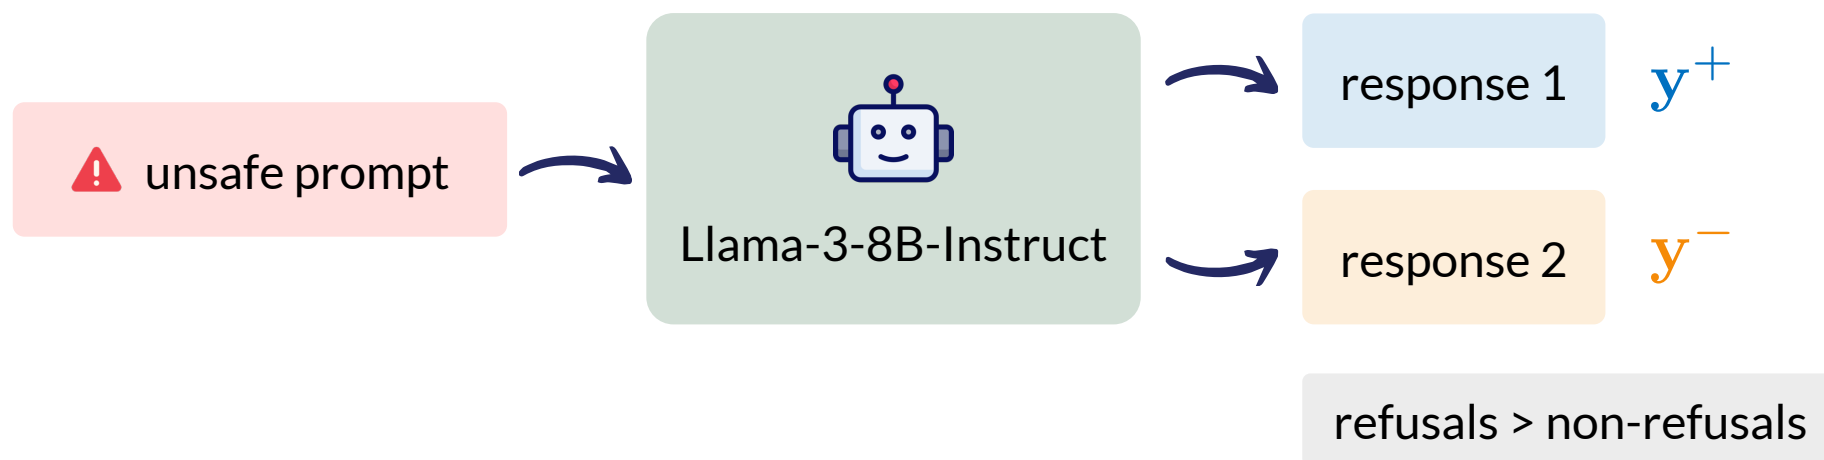 unsafe prompt
Llama-3-8B-Instruct
response 1
y+
response 2
y−
refusals > non-refusals